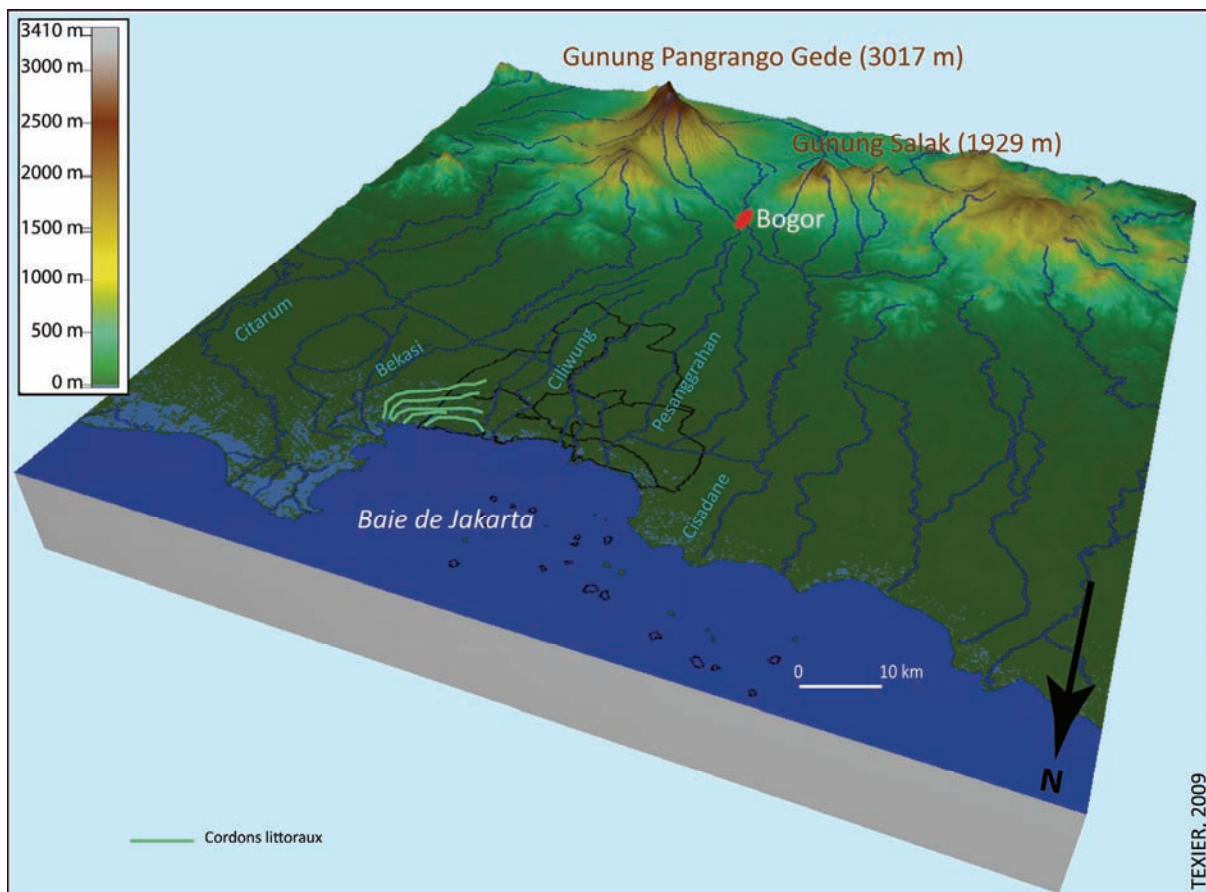 3410 m
3000 m
2500 m
2000 m
1500 m
1000 m
500 m
0 m
Gunung Pangrango Gede (3017 m)
Gunung Salak (1929 m)
Bogor
Citarum
Bekasi
Ciliwung
Pesanggrahan
Cisadane
Baie de Jakarta
0 10 km
N
Cordons littoraux
TEXIER, 2009